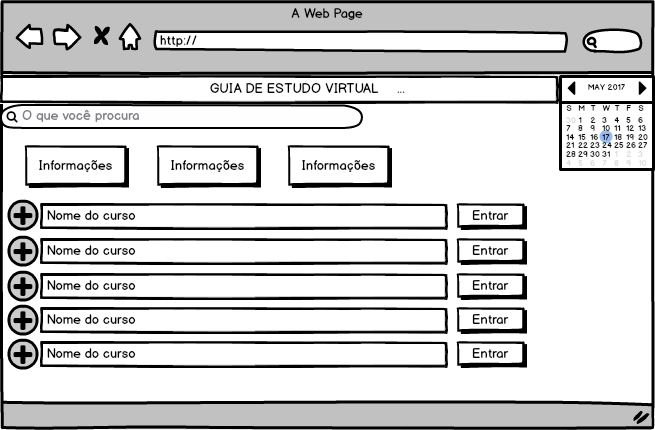 A Web Page
http://
GUIA DE ESTUDO VIRTUAL ...
MAY 2017
S M T W T F S
30 1 2 3 4 5 6
7 8 9 10 11 12 13
14 15 16 17 18 19 20
21 22 23 24 25 26 27
28 29 30 31 1 2 3
4 5 6 7 8 9 10
O que você procura
Informações Informações Informações
Nome do curso Entrar
Nome do curso Entrar
Nome do curso Entrar
Nome do curso Entrar
Nome do curso Entrar